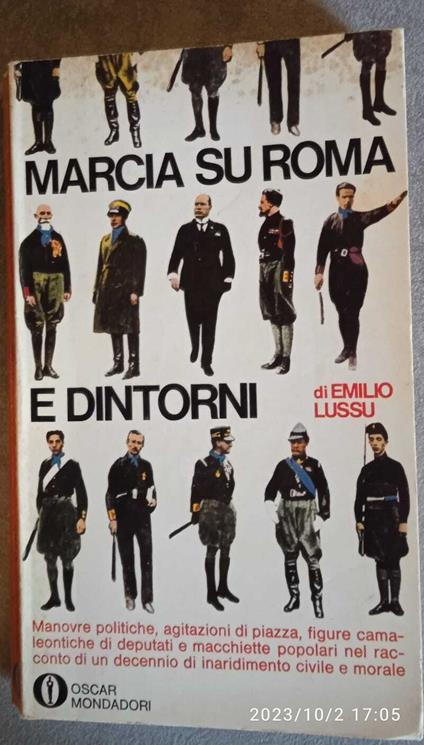 MARCIA SU ROMA
E DINTORNI
di EMILIO
LUSSU
Manovre politiche, agitazioni di piazza, figure cama-
leontiche di deputati e macchiette popolari nel rac-
conto di un decennio di inaridimento civile e morale
OSCAR
MONDADORI
2023/10/2 17:05